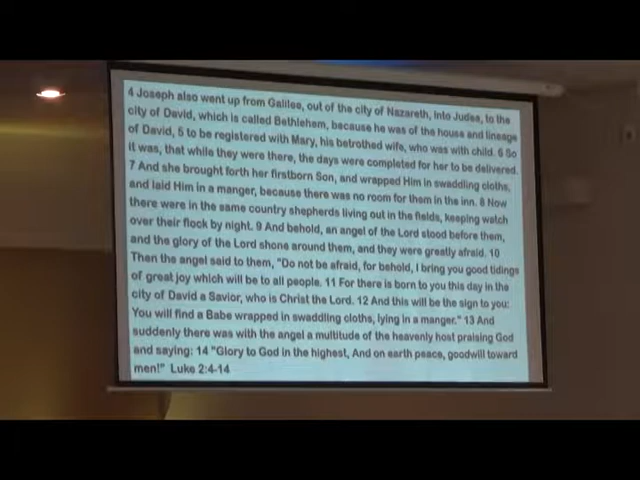 4 Joseph also went up from Galilee, out of the city of Nazareth, into Judea, to the
city of David, which is called Bethlehem, because he was of the house and lineage
of David, 5 to be registered with Mary, his betrothed wife, who was with child. 6 So
it was, that while they were there, the days were completed for her to be delivered.
7 And she brought forth her firstborn Son, and wrapped Him in swaddling cloths,
and laid Him in a manger, because there was no room for them in the inn. 8 Now
there were in the same country shepherds living out in the fields, keeping watch
over their flock by night. 9 And behold, an angel of the Lord stood before them,
and the glory of the Lord shone around them, and they were greatly afraid. 10
Then the angel said to them, "Do not be afraid, for behold, I bring you good tidings
of great joy which will be to all people. 11 For there is born to you this day in the
city of David a Savior, who is Christ the Lord. 12 And this will be the sign to you:
You will find a Babe wrapped in swaddling cloths, lying in a manger." 13 And
suddenly there was with the angel a multitude of the heavenly host praising God
and saying: 14 "Glory to God in the highest, And on earth peace, goodwill toward
men!" Luke 2:4-14